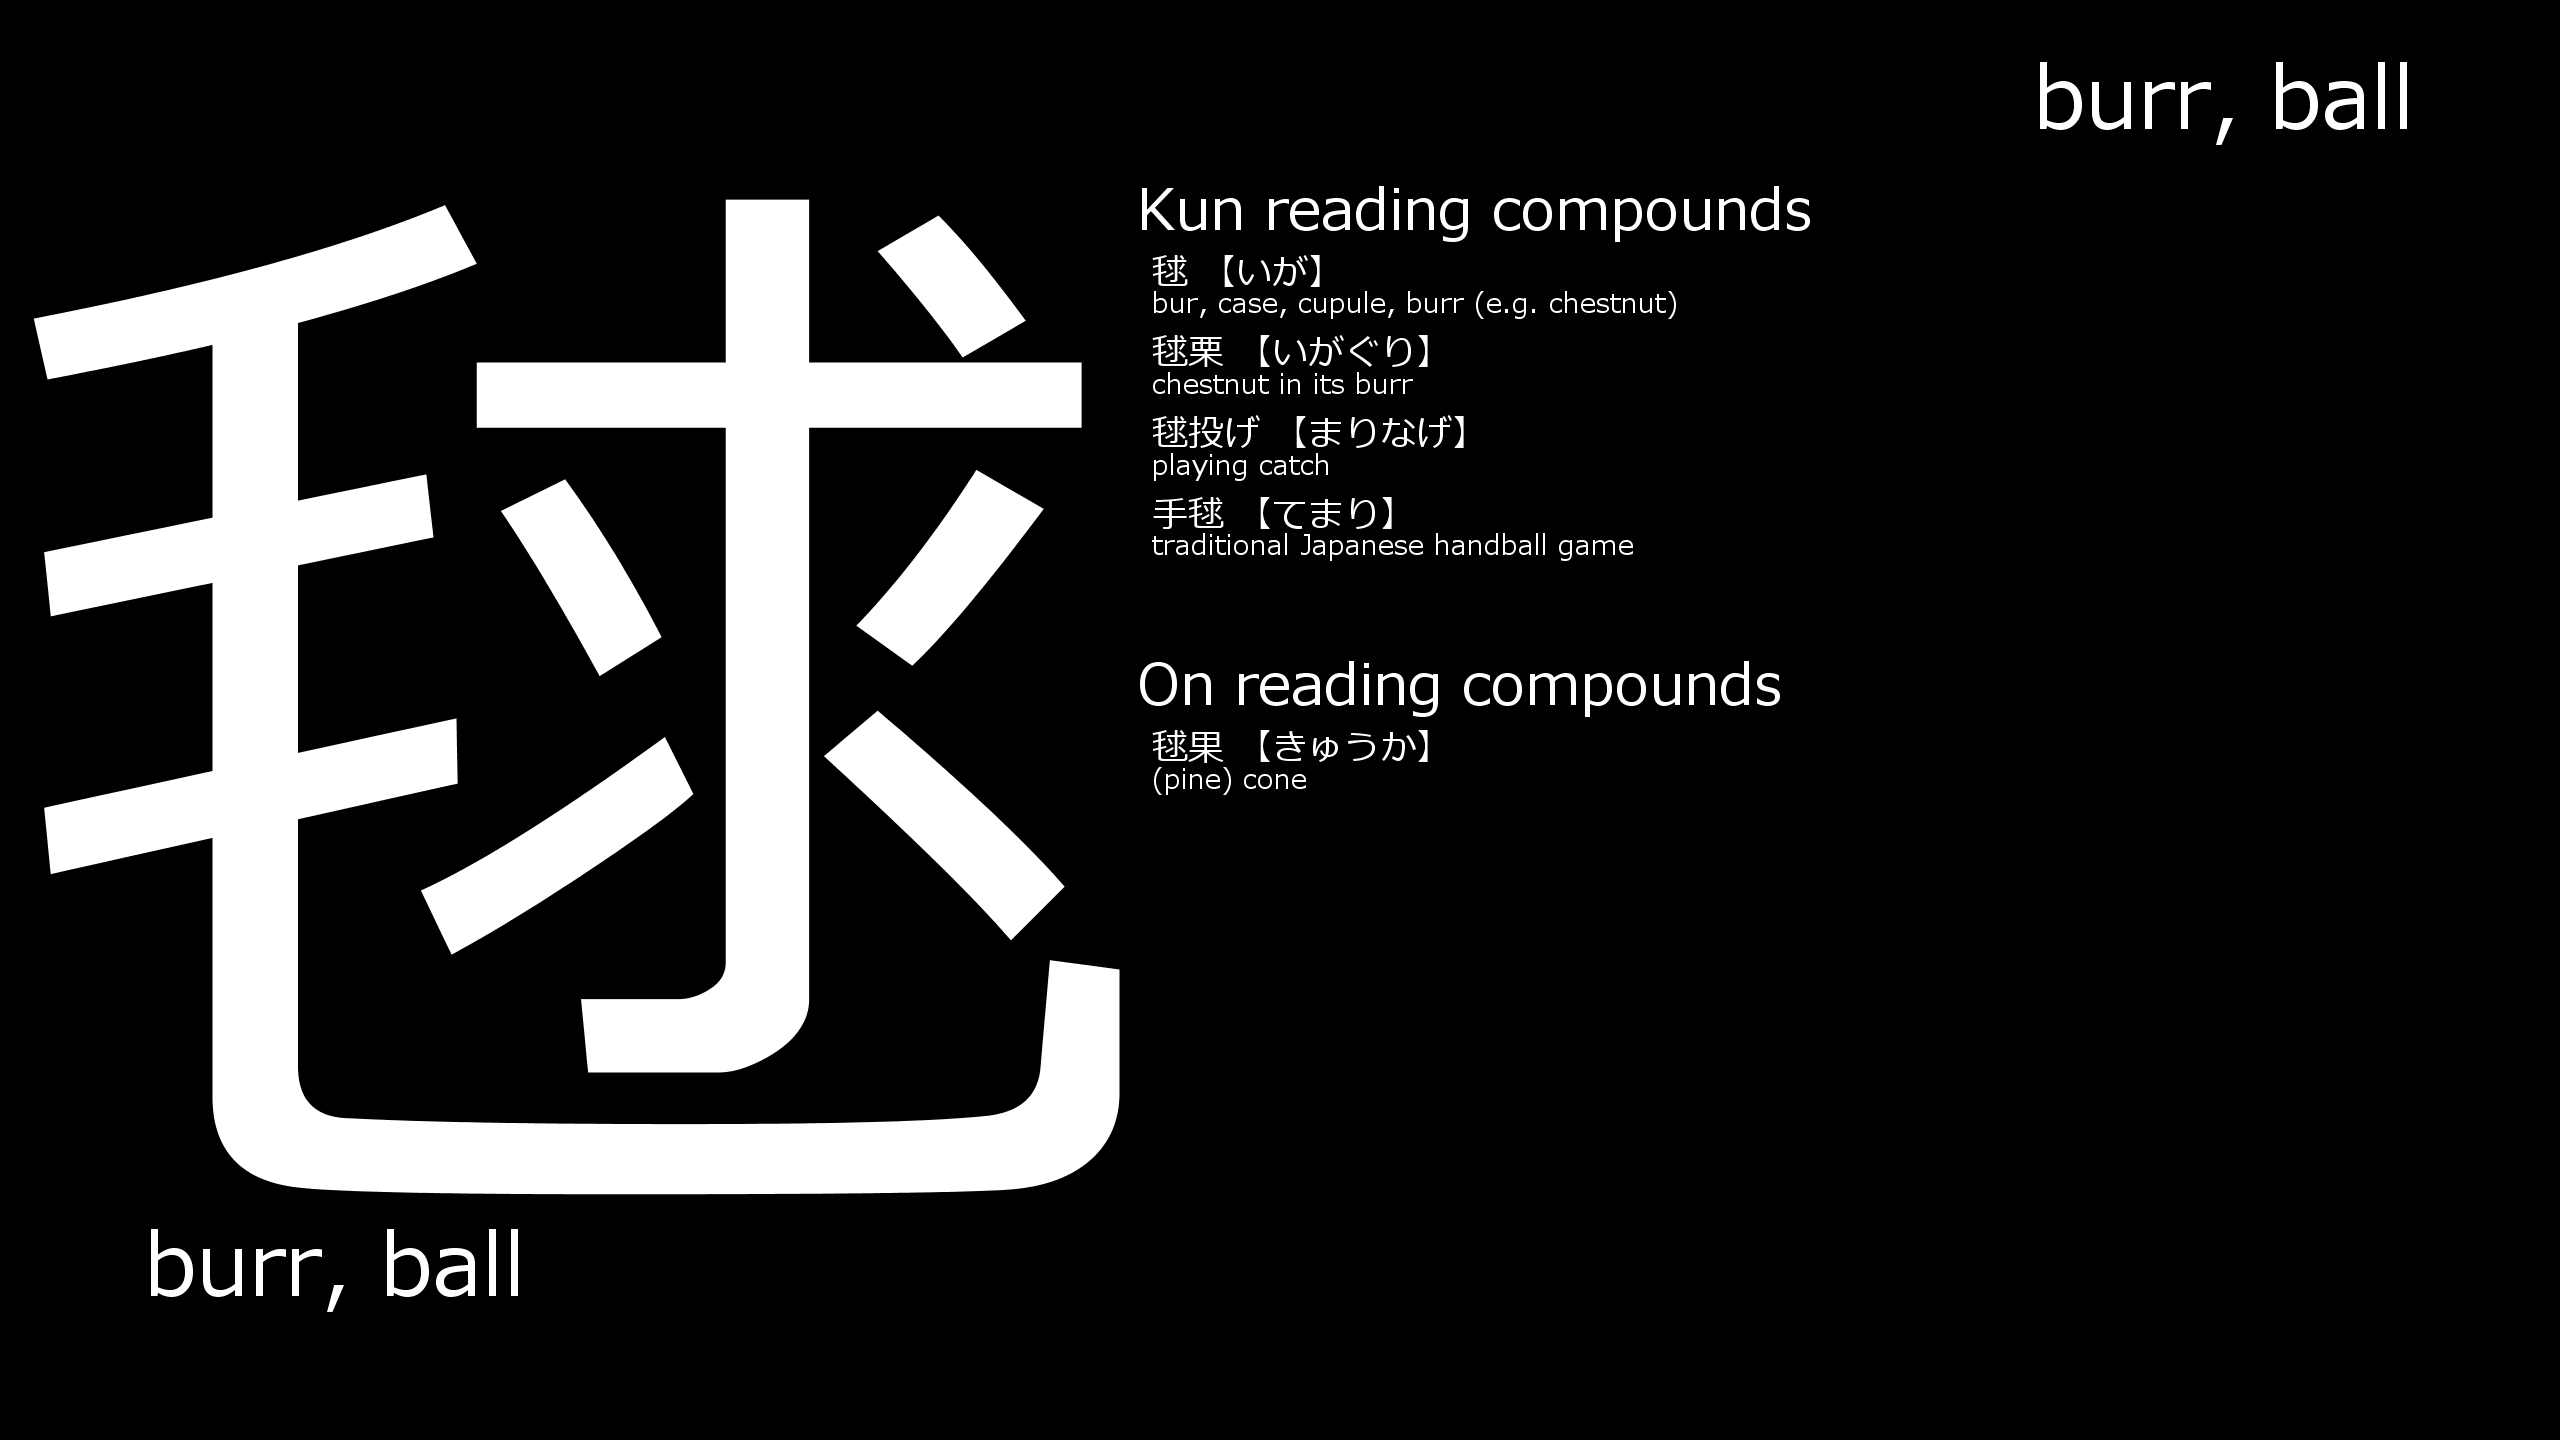 burr, ball
毬
Kun reading compounds
毬 【いが】
bur, case, cupule, burr (e.g. chestnut)
毬栗 【いがぐり】
chestnut in its burr
毬投げ 【まりなげ】
playing catch
手毬 【てまり】
traditional Japanese handball game
On reading compounds
毬果 【きゅうか】
(pine) cone
burr, ball